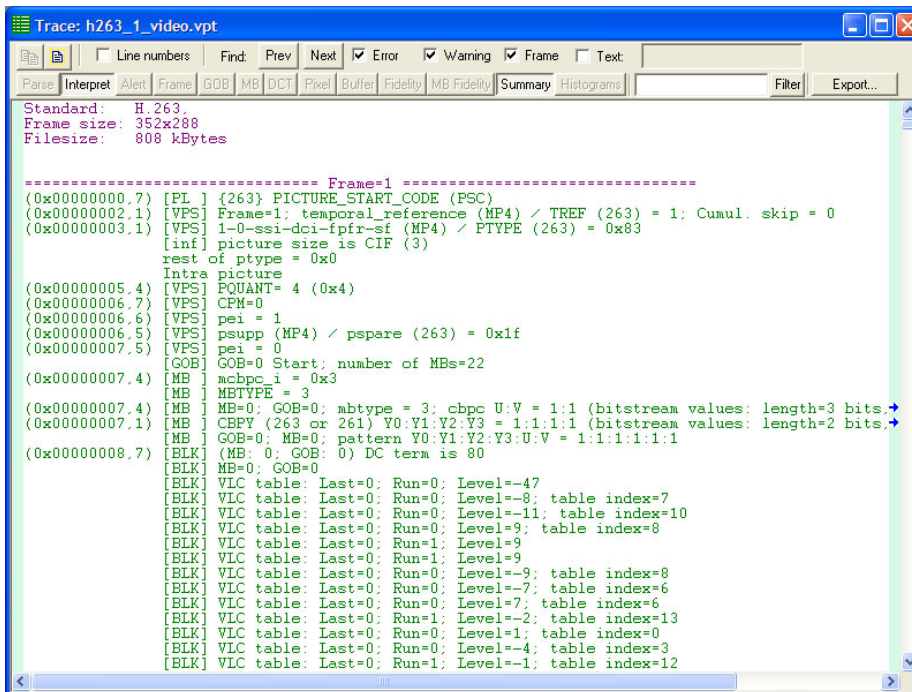 Trace: h263_1_video.vpt
Line numbers Find: Prev Next Error Warning Frame Text:
Parse Interpret Alert Frame GOB MB DCT Pixel Buffer Fidelity MB Fidelity Summary Histograms Filter Export...
Standard: H.263,
Frame size: 352x288
Filesize: 808 kBytes
================================ Frame=1 ================================
(0x00000000,7) [PL ] {263} PICTURE_START_CODE (PSC)
(0x00000002,1) [VPS] Frame=1; temporal_reference (MP4) / TREF (263) = 1; Cumul. skip = 0
(0x00000003,1) [VPS] 1-0-ssi-dci-fpfr-sf (MP4) / PTYPE (263) = 0x83
[inf] picture size is CIF (3)
rest of ptype = 0x0
Intra picture
(0x00000005,4) [VPS] PQUANT= 4 (0x4)
(0x00000006,7) [VPS] CPM=0
(0x00000006,6) [VPS] pei = 1
(0x00000006,5) [VPS] psupp (MP4) / pspare (263) = 0x1f
(0x00000007,5) [VPS] pei = 0
[GOB] GOB=0 Start; number of MBs=22
(0x00000007,4) [MB ] mcbpc_i = 0x3
[MB ] MBTYPE = 3
(0x00000007,4) [MB ] MB=0; GOB=0; mbtype = 3; cbpc U:V = 1:1 (bitstream values: length=3 bits,
(0x00000007,1) [MB ] CBPY (263 or 261) Y0:Y1:Y2:Y3 = 1:1:1:1 (bitstream values: length=2 bits,
[MB ] GOB=0; MB=0; pattern Y0:Y1:Y2:Y3:U:V = 1:1:1:1:1:1
(0x00000008,7) [BLK] (MB: 0; GOB: 0) DC term is 80
[BLK] MB=0; GOB=0
[BLK] VLC table: Last=0; Run=0; Level=-47
[BLK] VLC table: Last=0; Run=0; Level=-8; table index=7
[BLK] VLC table: Last=0; Run=0; Level=-11; table index=10
[BLK] VLC table: Last=0; Run=0; Level=9; table index=8
[BLK] VLC table: Last=0; Run=1; Level=9
[BLK] VLC table: Last=0; Run=1; Level=9
[BLK] VLC table: Last=0; Run=0; Level=-9; table index=8
[BLK] VLC table: Last=0; Run=0; Level=-7; table index=6
[BLK] VLC table: Last=0; Run=0; Level=7; table index=6
[BLK] VLC table: Last=0; Run=1; Level=-2; table index=13
[BLK] VLC table: Last=0; Run=0; Level=1; table index=0
[BLK] VLC table: Last=0; Run=0; Level=-4; table index=3
[BLK] VLC table: Last=0; Run=1; Level=-1; table index=12